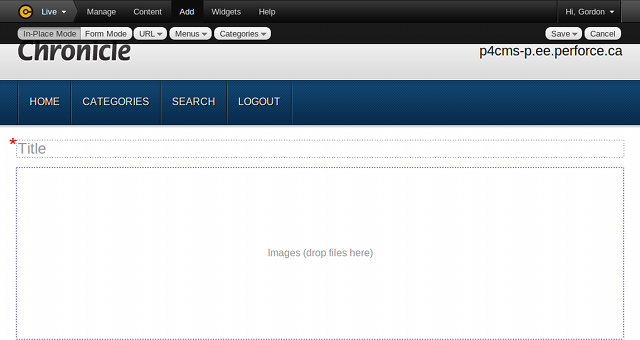 Live Manage Content Add Widgets Help Hi, Gordon
In-Place Mode Form Mode URL Menus Categories Save Cancel
Chronicle p4cms-p.ee.perforce.ca
HOME CATEGORIES SEARCH LOGOUT
* Title
Images (drop files here)